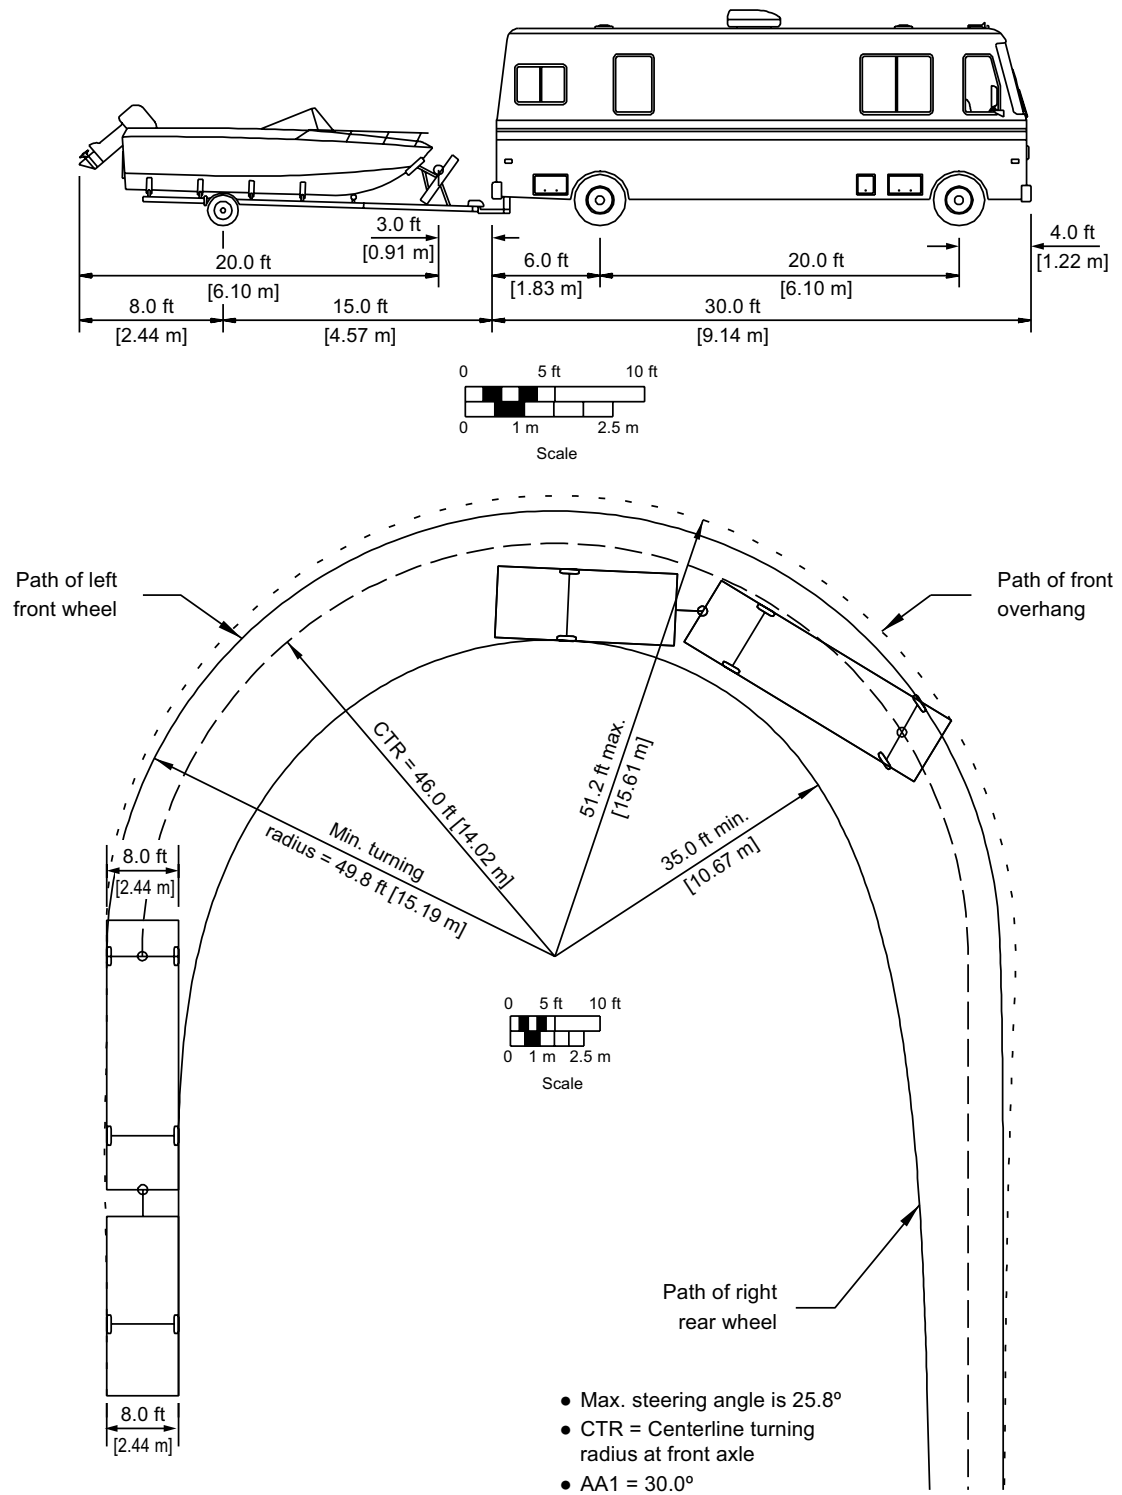 3.0 ft
[0.91 m]
4.0 ft
[1.22 m]
20.0 ft
[6.10 m]
6.0 ft
[1.83 m]
20.0 ft
[6.10 m]
8.0 ft
[2.44 m]
15.0 ft
[4.57 m]
30.0 ft
[9.14 m]
0 5 ft 10 ft
0 1 m 2.5 m
Scale
Path of left
front wheel
Path of front
overhang
CTR = 46.0 ft [14.02 m]
51.2 ft max.
[15.61 m]
Min. turning
radius = 49.8 ft [15.19 m]
35.0 ft min.
[10.67 m]
8.0 ft
[2.44 m]
0 5 ft 10 ft
0 1 m 2.5 m
Scale
Path of right
rear wheel
8.0 ft
[2.44 m]
● Max. steering angle is 25.8º
● CTR = Centerline turning
radius at front axle
● AA1 = 30.0º